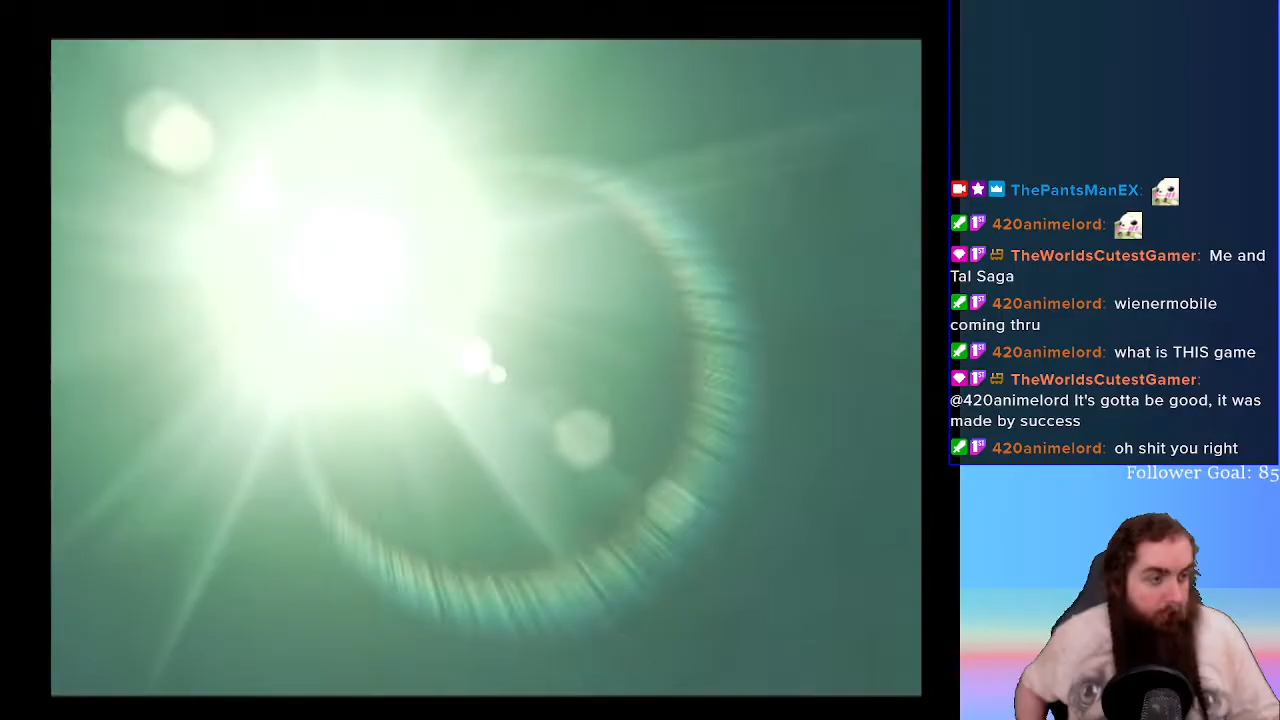 ThePantsManEX:
420animelord:
TheWorldsCutestGamer: Me and
Tal Saga
420animelord: wienermobile
coming thru
420animelord: what is THIS game
TheWorldsCutestGamer:
@420animelord It's gotta be good, it was
made by success
420animelord: oh shit you right
Follower Goal: 85